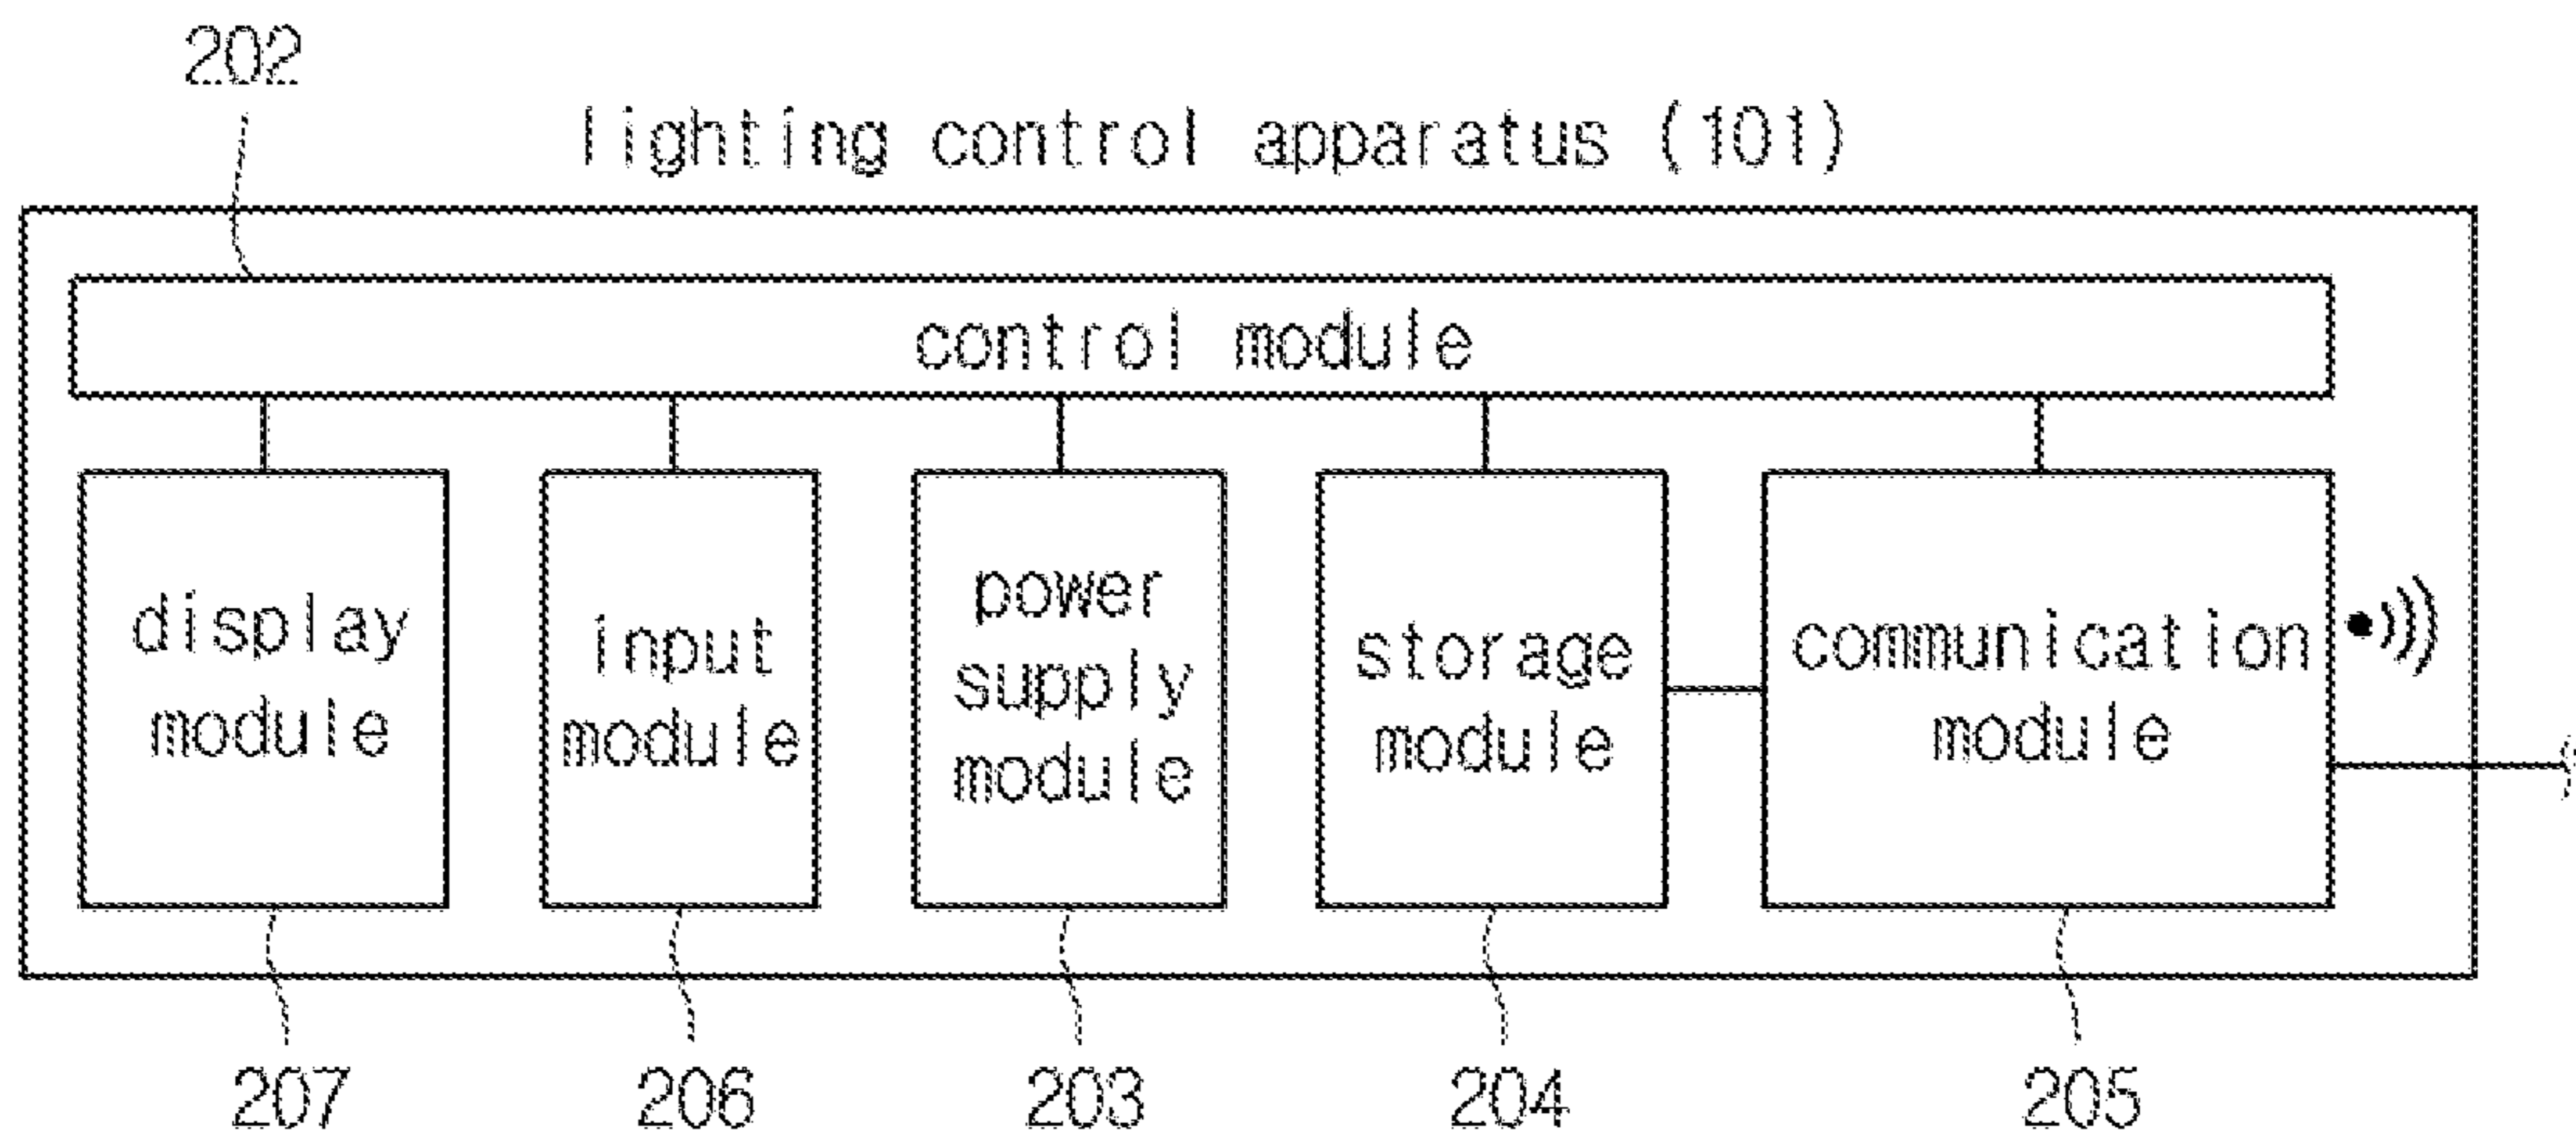 202
lighting control apparatus (101)
control module
display
module
input
module
power
supply
module
storage
module
communication
module
207
206
203
204
205